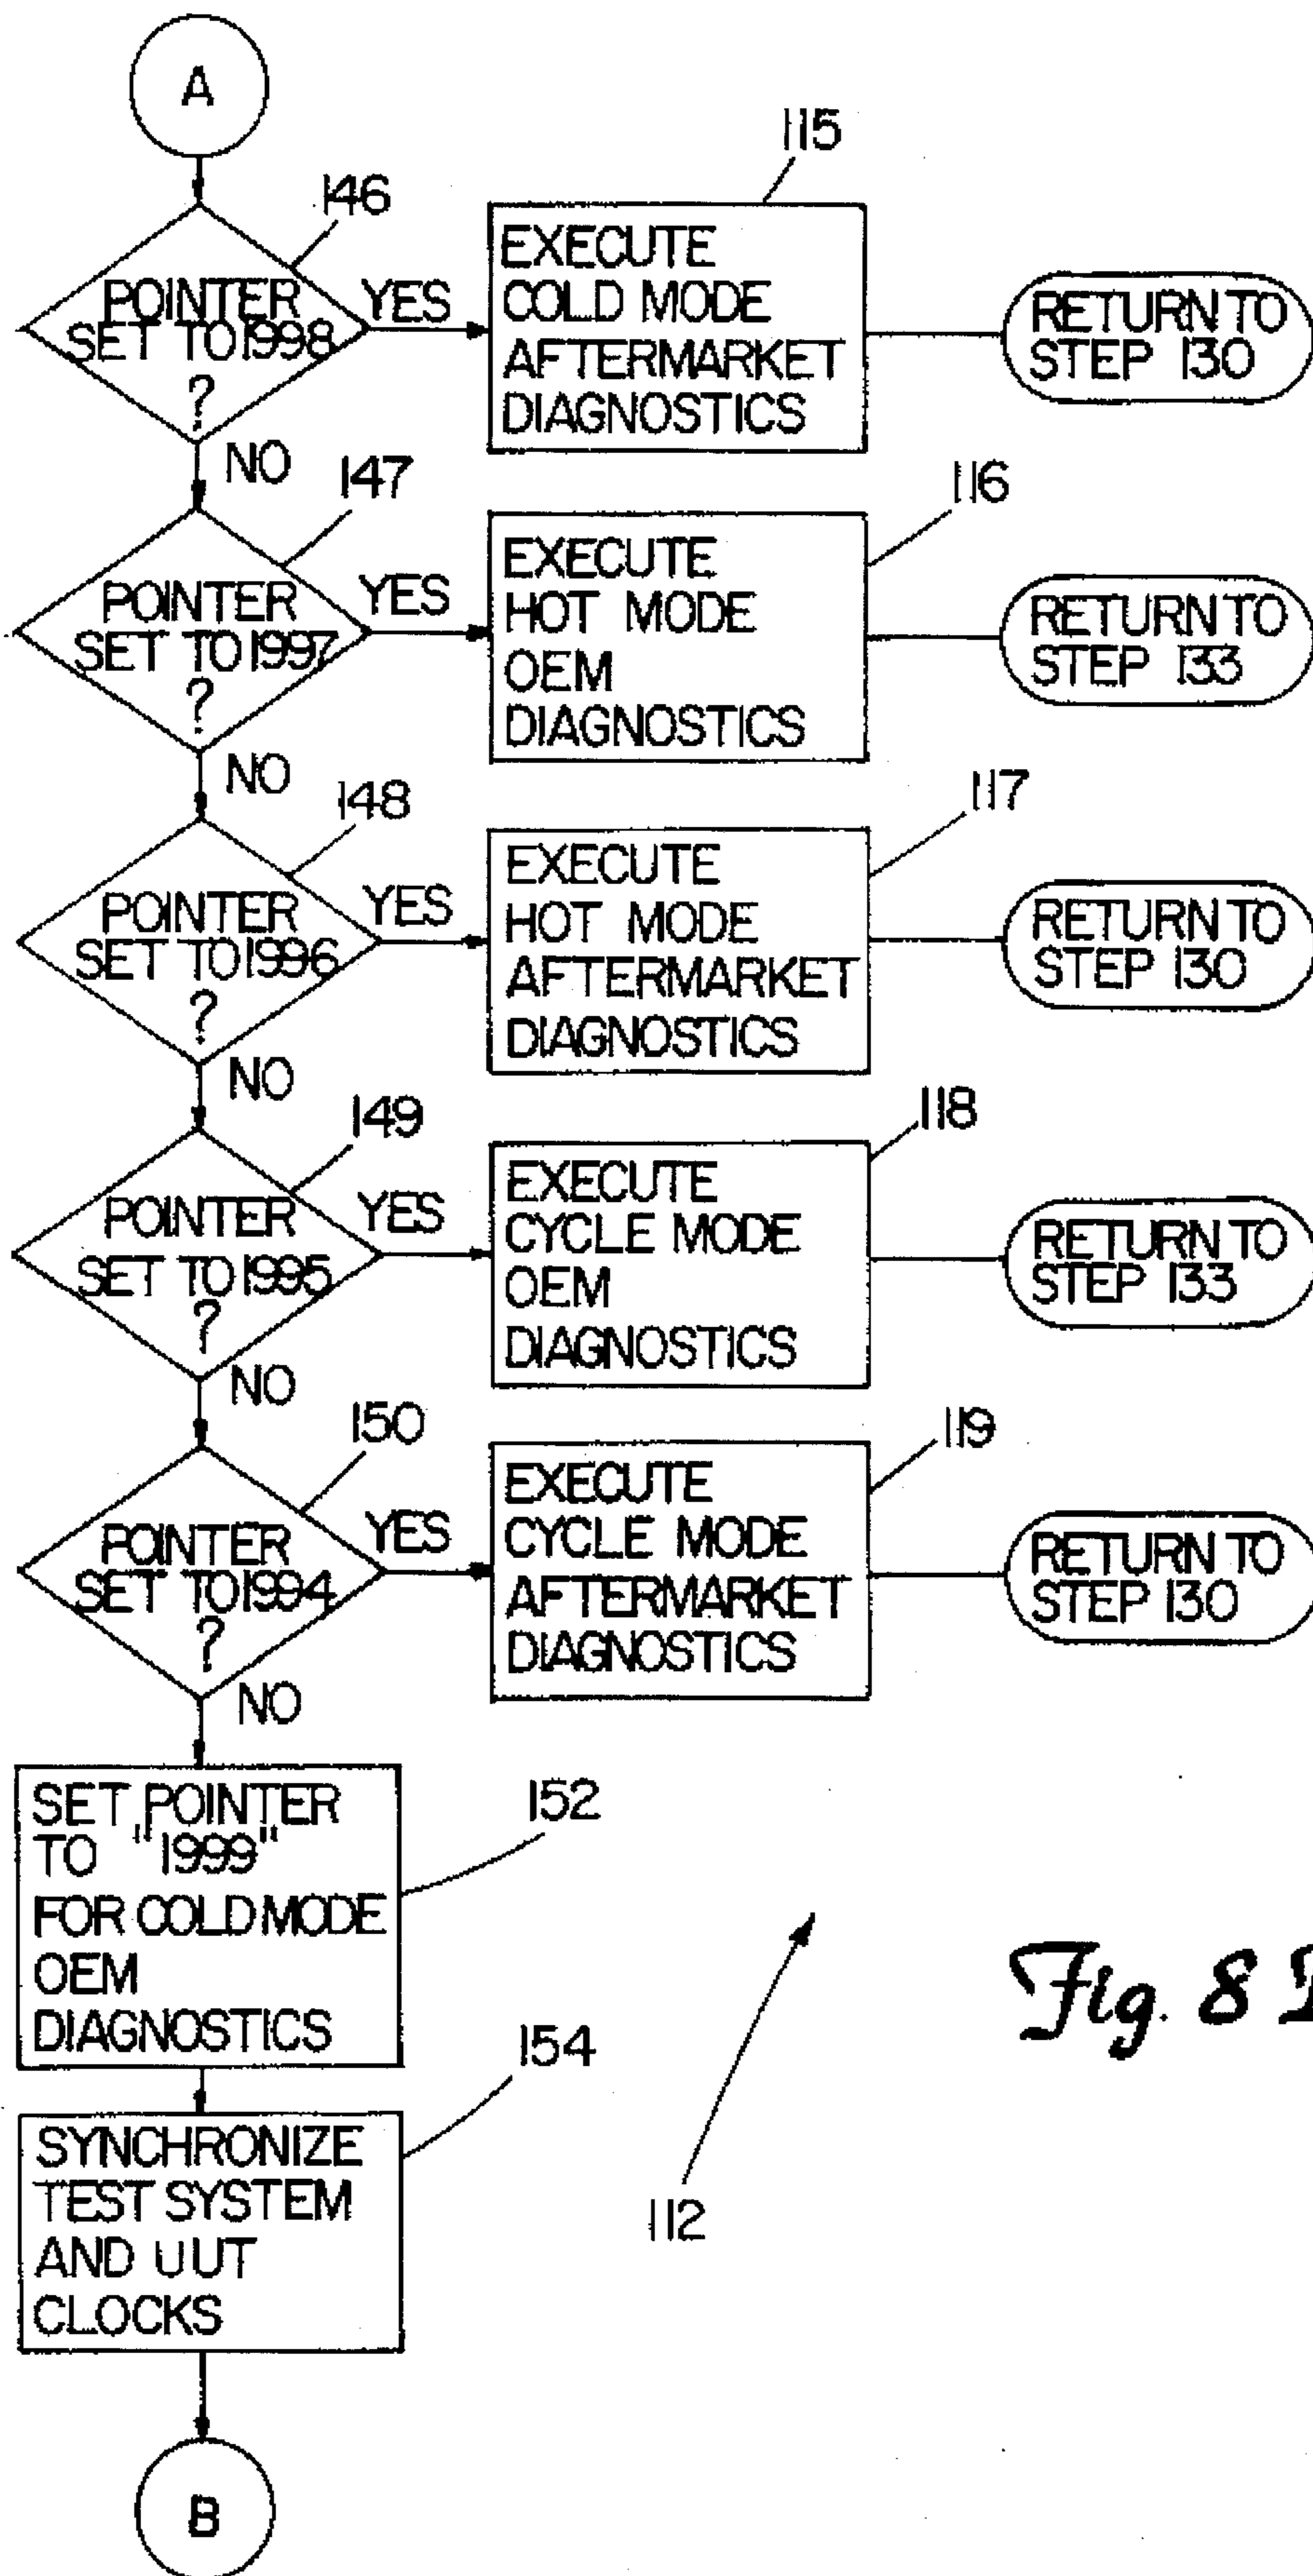 A
146
115
POINTER
SET TO 1998
?
YES
EXECUTE
COLD MODE
AFTERMARKET
DIAGNOSTICS
RETURN TO
STEP 130
NO
147
116
POINTER
SET TO 1997
?
YES
EXECUTE
HOT MODE
OEM
DIAGNOSTICS
RETURN TO
STEP 133
NO
148
117
POINTER
SET TO 1996
?
YES
EXECUTE
HOT MODE
AFTERMARKET
DIAGNOSTICS
RETURN TO
STEP 130
NO
149
118
POINTER
SET TO 1995
?
YES
EXECUTE
CYCLE MODE
OEM
DIAGNOSTICS
RETURN TO
STEP 133
NO
150
119
POINTER
SET TO 1994
?
YES
EXECUTE
CYCLE MODE
AFTERMARKET
DIAGNOSTICS
RETURN TO
STEP 130
NO
152
SET POINTER
TO "1999"
FOR COLD MODE
OEM
DIAGNOSTICS
154
SYNCHRONIZE
TEST SYSTEM
AND UUT
CLOCKS
112
Fig. 8
B